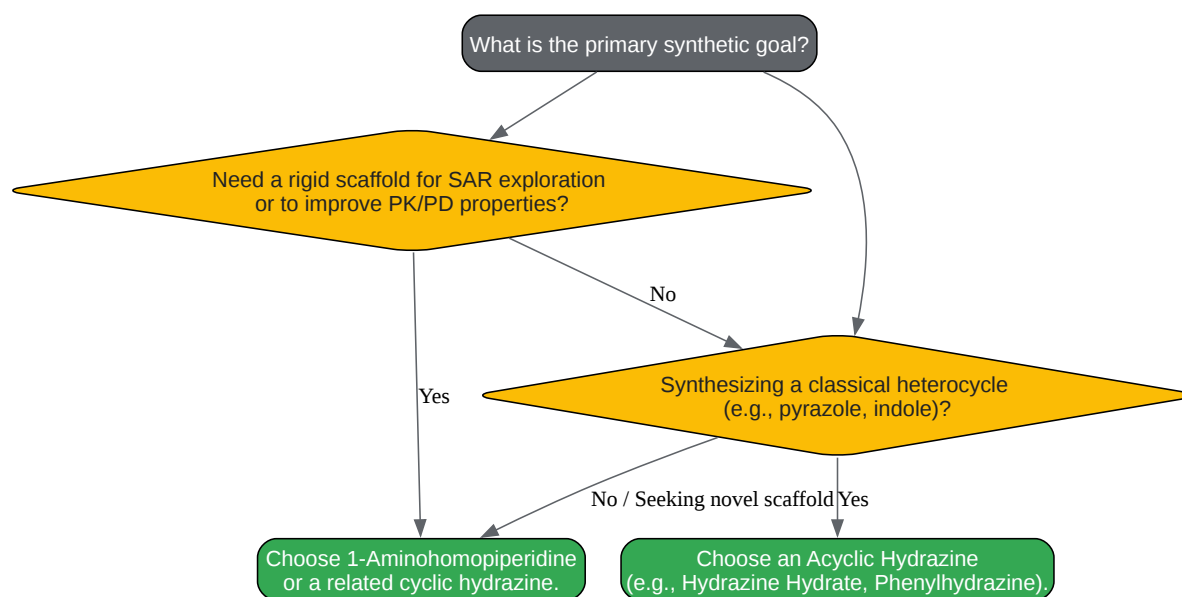 What is the primary synthetic goal?
Need a rigid scaffold for SAR exploration
or to improve PK/PD properties?
No
Synthesizing a classical heterocycle
(e.g., pyrazole, indole)?
Yes
No / Seeking novel scaffold
Yes
Choose 1-Aminohomopiperidine
or a related cyclic hydrazine.
Choose an Acyclic Hydrazine
(e.g., Hydrazine Hydrate, Phenylhydrazine).